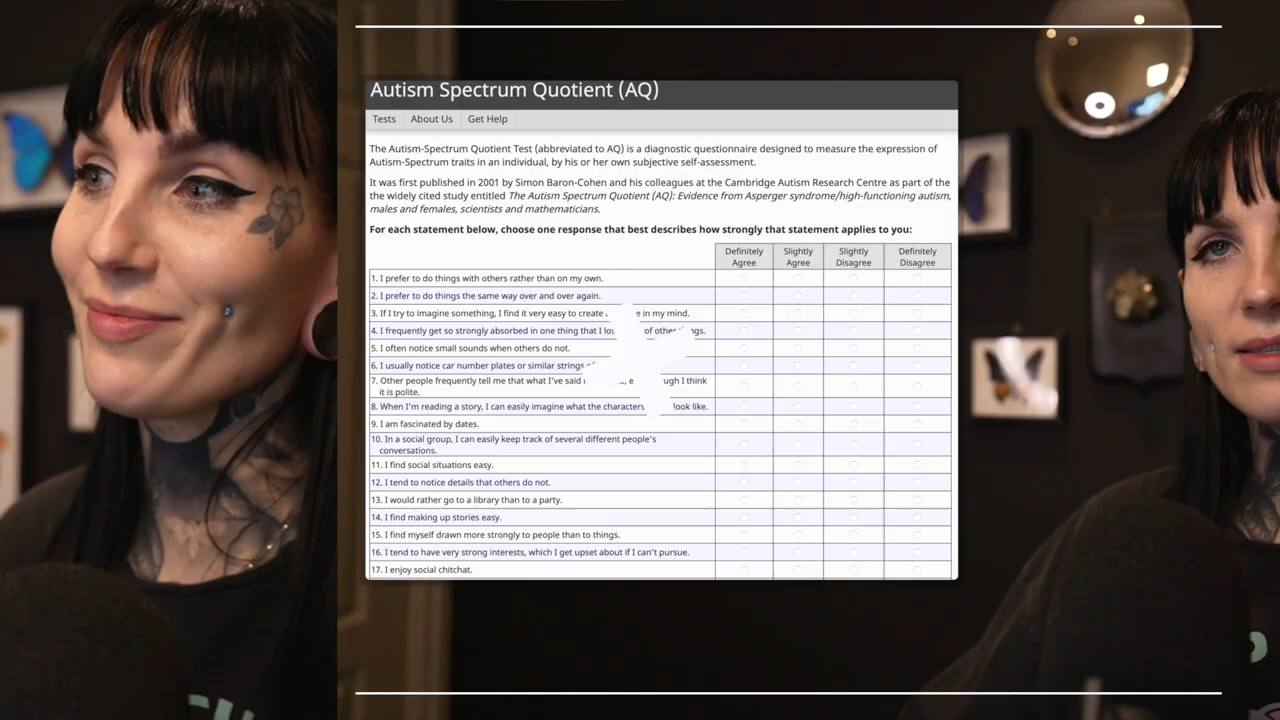 Autism Spectrum Quotient (AQ)
Tests About Us Get Help
The Autism-Spectrum Quotient Test (abbreviated to AQ) is a diagnostic questionnaire designed to measure the expression of
Autism-Spectrum traits in an individual, by his or her own subjective self-assessment.
It was first published in 2001 by Simon Baron-Cohen and his colleagues at the Cambridge Autism Research Centre as part of the
the widely cited study entitled The Autism Spectrum Quotient (AQ): Evidence from Asperger syndrome/high-functioning autism,
males and females, scientists and mathematicians.
For each statement below, choose one response that best describes how strongly that statement applies to you:
Definitely Agree Slightly Agree Slightly Disagree Definitely Disagree
1. I prefer to do things with others rather than on my own.
2. I prefer to do things the same way over and over again.
3. If I try to imagine something, I find it very easy to create in my mind.
4. I frequently get so strongly absorbed in one thing that I of other
5. I often notice small sounds when others do not.
6. I usually notice car number plates or similar strings
7. Other people frequently tell me that what I've said I think
it is polite.
8. When I'm reading a story, I can easily imagine what the characters look like.
9. I am fascinated by dates.
10. In a social group, I can easily keep track of several different people's
conversations.
11. I find social situations easy.
12. I tend to notice details that others do not.
13. I would rather go to a library than to a party.
14. I find making up stories easy.
15. I find myself drawn more strongly to people than to things.
16. I tend to have very strong interests, which I get upset about if I can't pursue.
17. I enjoy social chitchat.